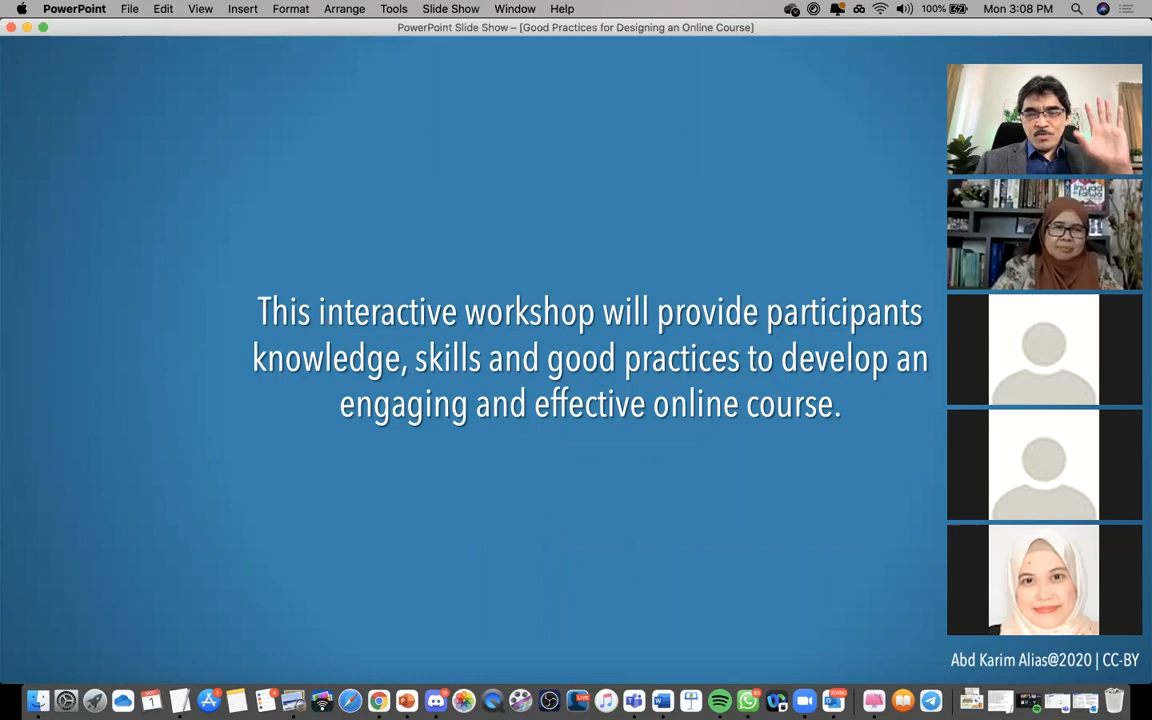 PowerPoint File Edit View Insert Format Arrange Tools Slide Show Window Help 100% Mon 3:08 PM
PowerPoint Slide Show – [Good Practices for Designing an Online Course]
This interactive workshop will provide participants
knowledge, skills and good practices to develop an
engaging and effective online course.
Abd Karim Alias@2020 | CC-BY